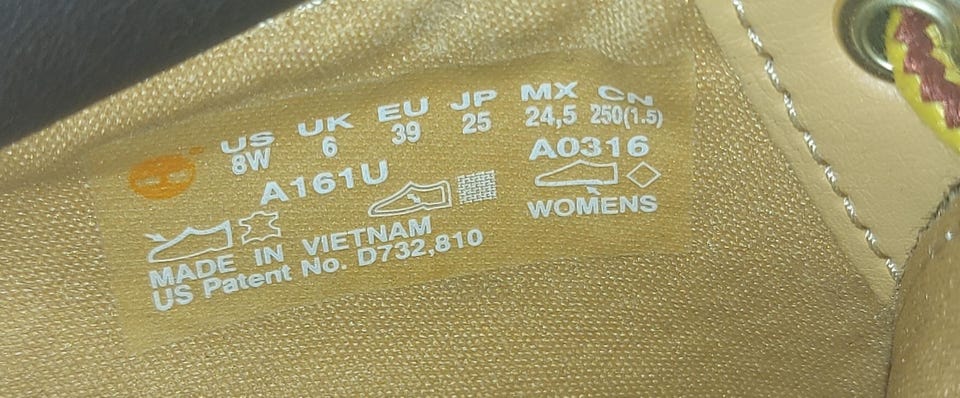 US UK EU JP MX CN
8W 6 39 25 24,5 250(1.5)
A161U A0316
WOMENS
MADE IN VIETNAM
US Patent No. D732,810